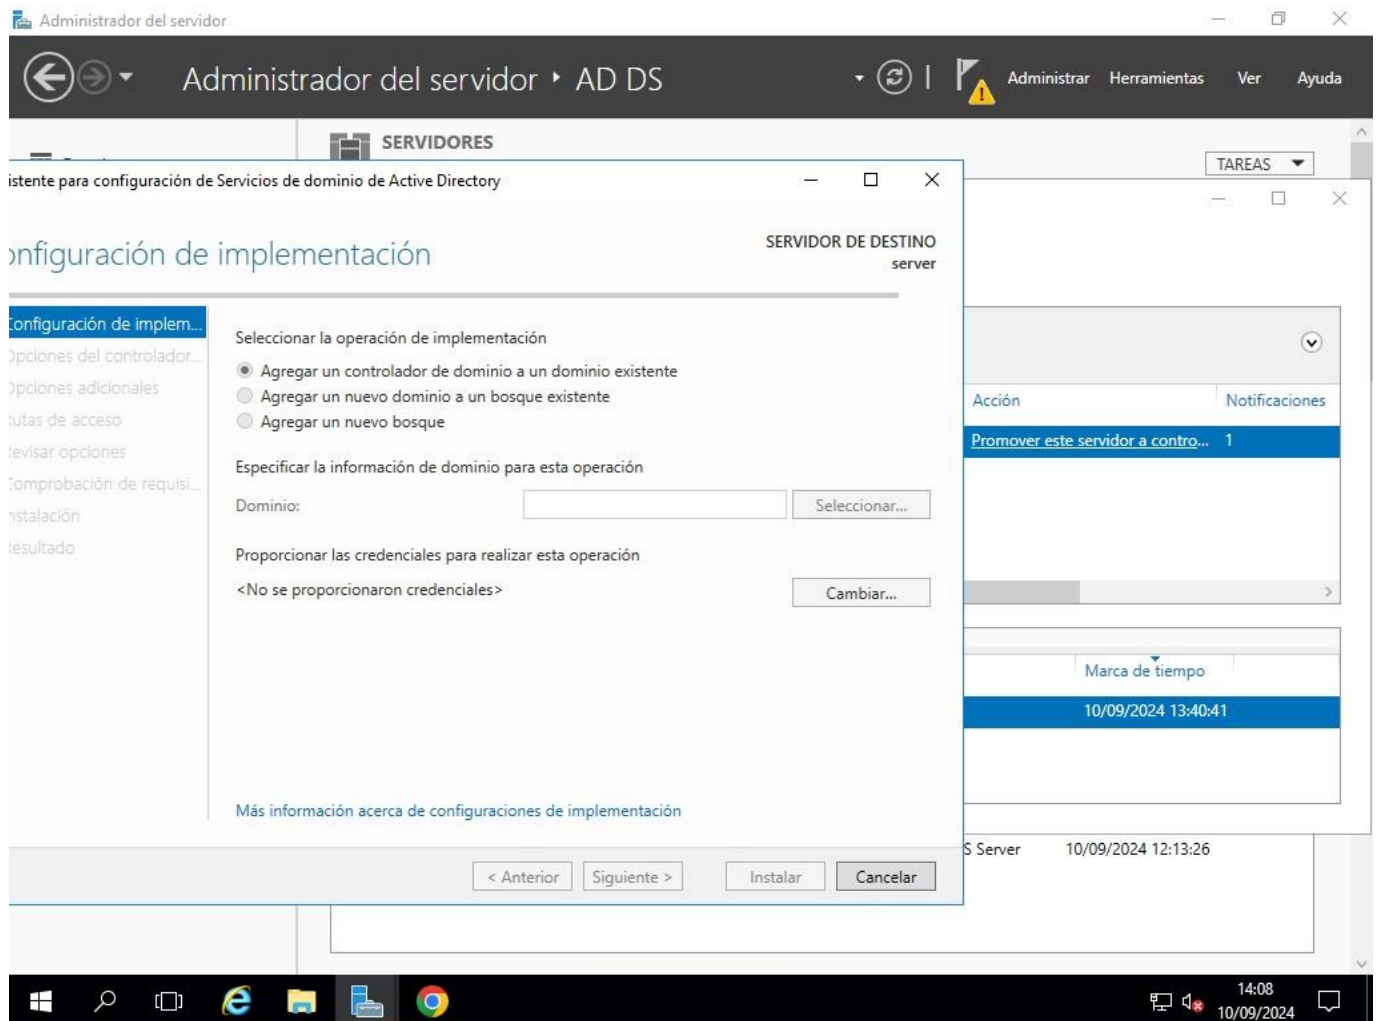 Administrador del servidor
Administrador del servidor ‣ AD DS
Administrar Herramientas Ver Ayuda
SERVIDORES
TAREAS
istente para configuración de Servicios de dominio de Active Directory
onfiguración de implementación
SERVIDOR DE DESTINO
server
onfiguración de implem...
Opciones del controlador...
Opciones adicionales
utas de acceso
evisar opciones
omprobación de requisi...
nstalación
esultado
Seleccionar la operación de implementación
Agregar un controlador de dominio a un dominio existente
Agregar un nuevo dominio a un bosque existente
Agregar un nuevo bosque
Especificar la información de dominio para esta operación
Dominio:
Seleccionar...
Proporcionar las credenciales para realizar esta operación
<No se proporcionaron credenciales>
Cambiar...
Más información acerca de configuraciones de implementación
< Anterior
Siguiente >
Instalar
Cancelar
Acción Notificaciones
Promover este servidor a contro... 1
Marca de tiempo
10/09/2024 13:40:41
S Server 10/09/2024 12:13:26
14:08
10/09/2024